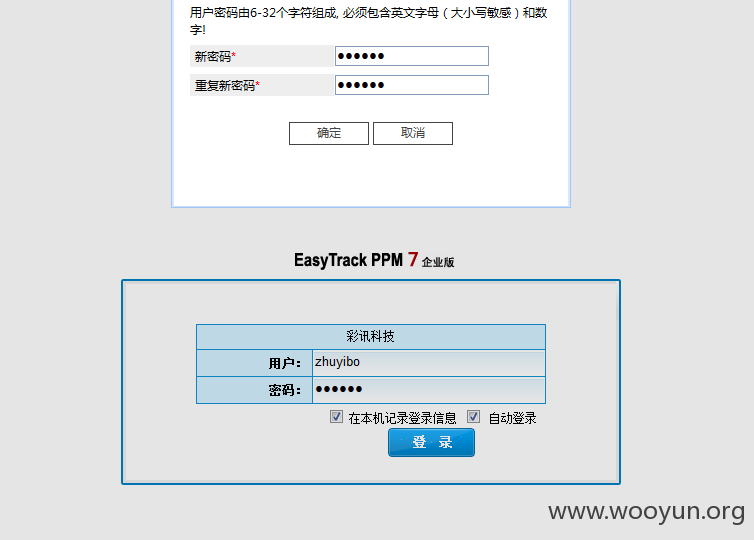 用户密码由6-32个字符组成, 必须包含英文字母（大小写敏感）和数
字!
新密码* ●●●●●●
重复新密码* ●●●●●●
确定 取消
EasyTrack PPM 7 企业版
彩讯科技
用户： zhuyibo
密码： ●●●●●●
在本机记录登录信息 自动登录
登 录
www.wooyun.org